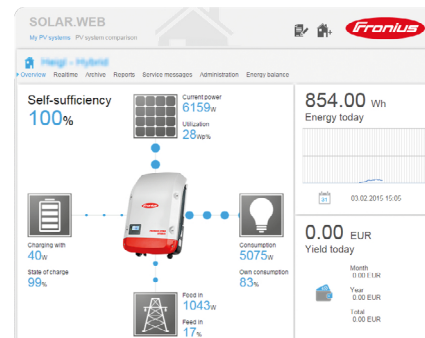 SOLAR.WEB
My PV systems PV system comparison
Fronius
Heigl - Hybrid
Overview Realtime Archive Reports Service messages Administration Energy balance
Self-sufficiency
100%
Current power
6159W
Utilization
28Wp%
Charging with
40W
State of charge
99%
Consumption
5075W
Own consumption
83%
Feed in
1043W
Feed in
17%
854.00 Wh
Energy today
21
03.02.2015 15:05
0.00 EUR
Yield today
Month
0.00 EUR
Year
0.00 EUR
Total
0.00 EUR